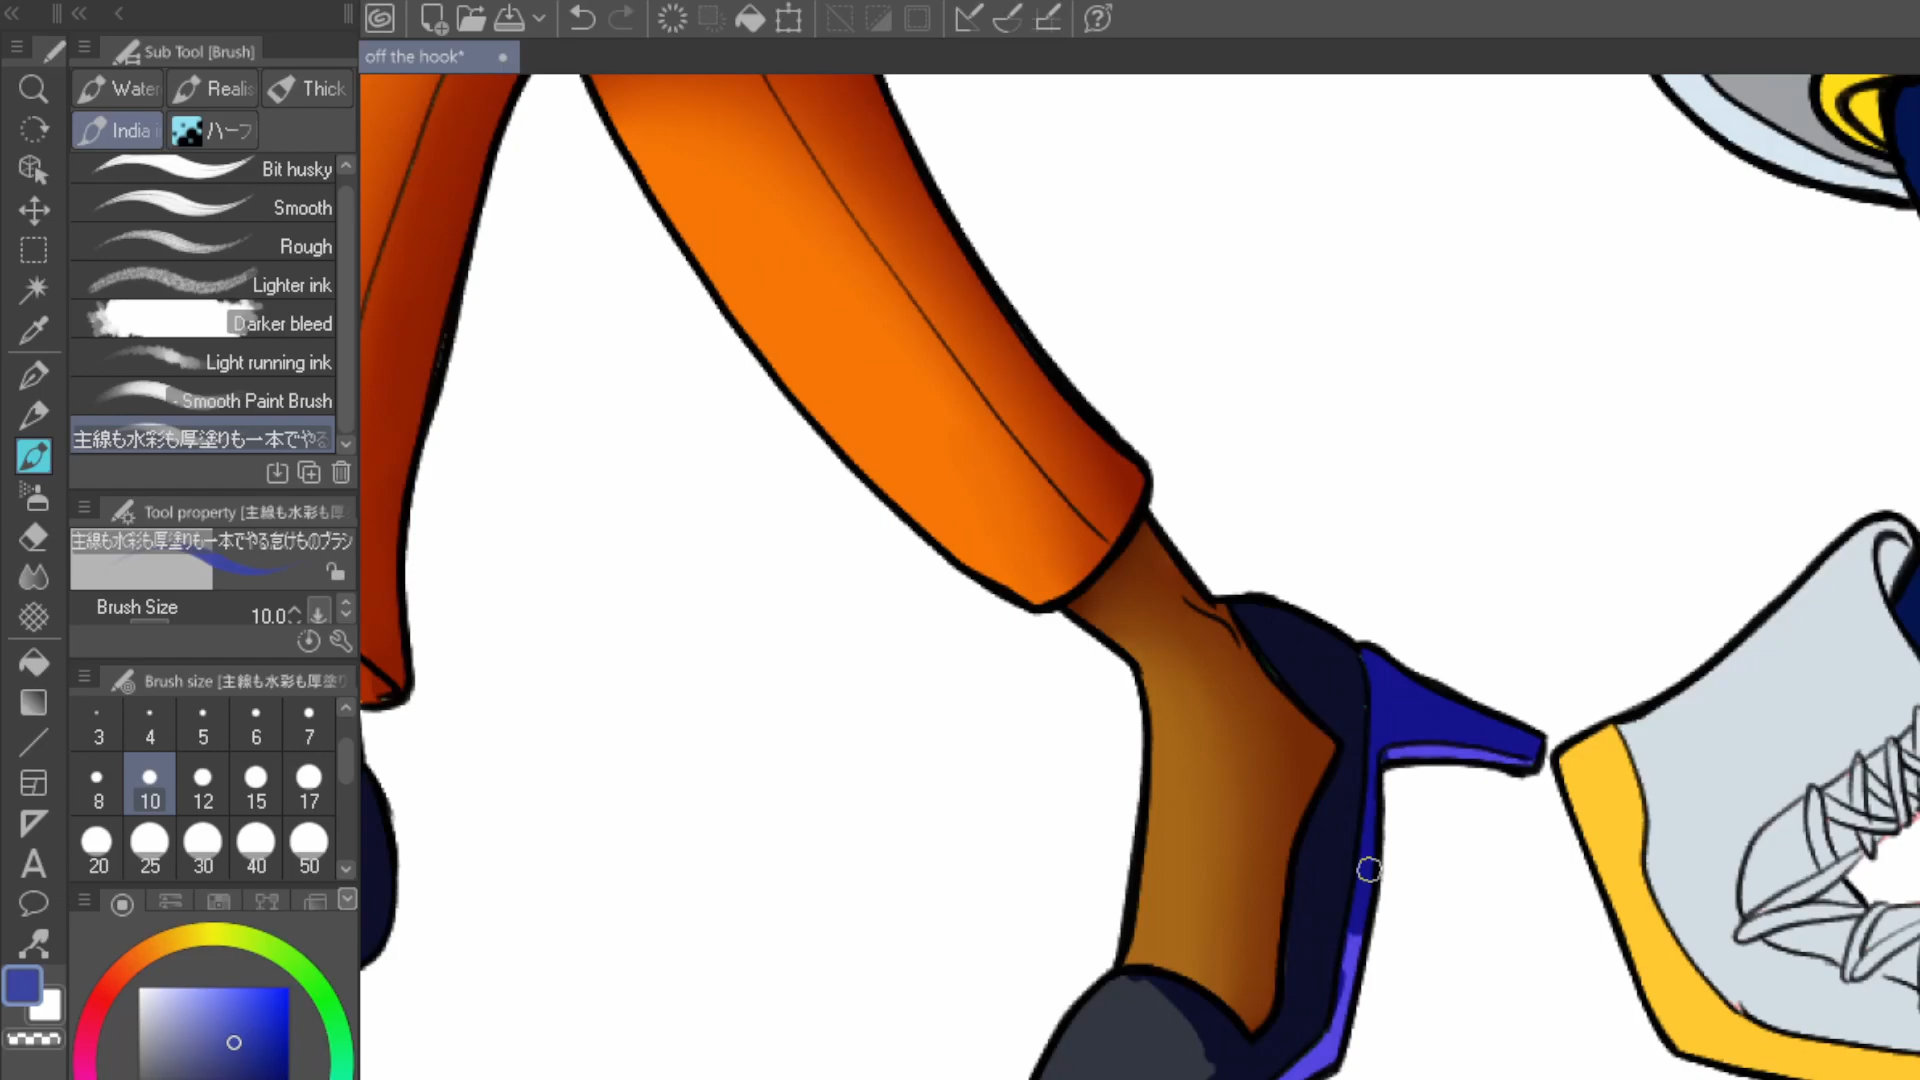 Sub Tool [Brush]
off the hook*
Water
Realis
Thick
India i
ハーフ
Bit husky
Smooth
Rough
Lighter ink
Darker bleed
Light running ink
Smooth Paint Brush
主線も水彩も厚塗りも一本でやる
Tool property [主線も水彩も厚
主線も水彩も厚塗りも一本でやる怠けものブラシ
Brush Size 10.0
Brush size [主線も水彩も厚塗り
3 4 5 6 7
8 10 12 15 17
20 25 30 40 50